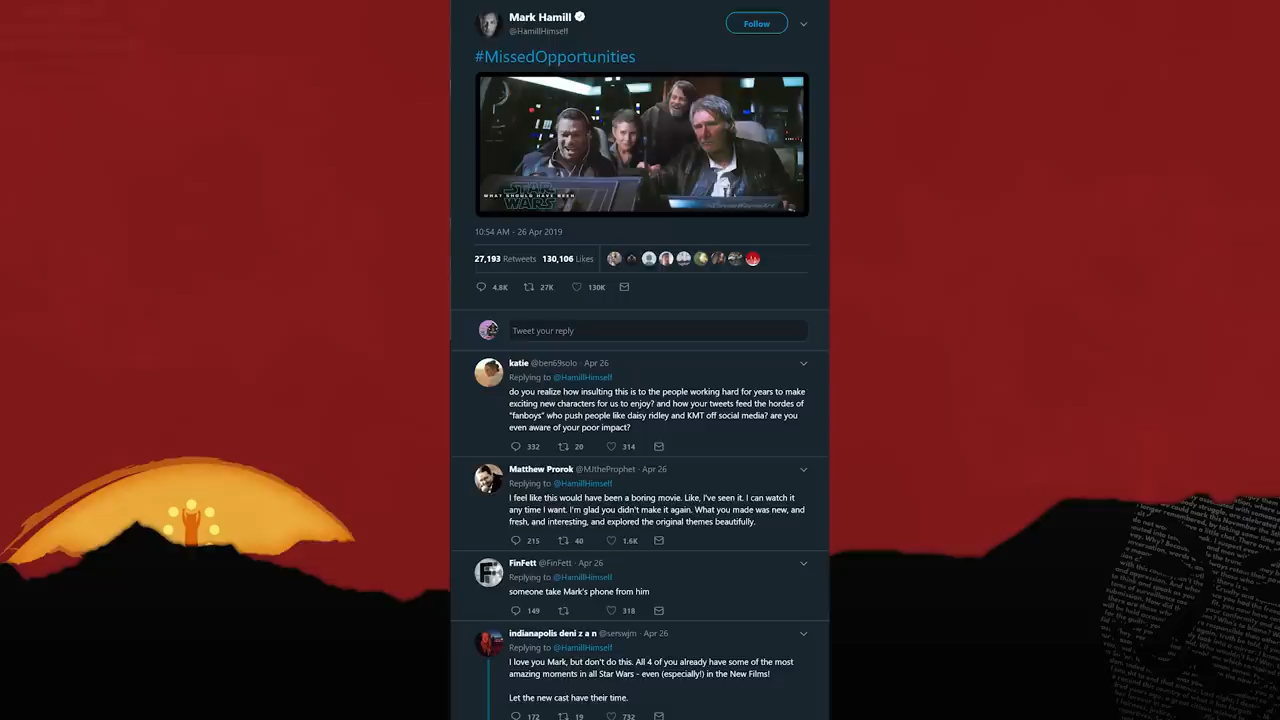 Mark Hamill
@HamillHimself
Follow
#MissedOpportunities
WHAT SHOULD HAVE BEEN
STAR
WARS
10:54 AM - 26 Apr 2019
27,193 Retweets 130,106 Likes
4.8K 27K 130K
Tweet your reply
katie @ben69solo · Apr 26
Replying to @HamillHimself
do you realize how insulting this is to the people working hard for years to make
exciting new characters for us to enjoy? and how your tweets feed the hordes of
"fanboys" who push people like daisy ridley and KMT off social media? are you
even aware of your poor impact?
332 20 314
Matthew Prorok @MJtheProphet · Apr 26
Replying to @HamillHimself
I feel like this would have been a boring movie. Like, I've seen it. I can watch it
any time I want. I'm glad you didn't make it again. What you made was new, and
fresh, and interesting, and explored the original themes beautifully.
215 40 1.6K
FinFett @FinFett · Apr 26
Replying to @HamillHimself
someone take Mark's phone from him
149 318
indianapolis deni z a n @serswjm · Apr 26
Replying to @HamillHimself
I love you Mark, but don't do this. All 4 of you already have some of the most
amazing moments in all Star Wars - even (especially!) in the New Films!
Let the new cast have their time.
172 19 732